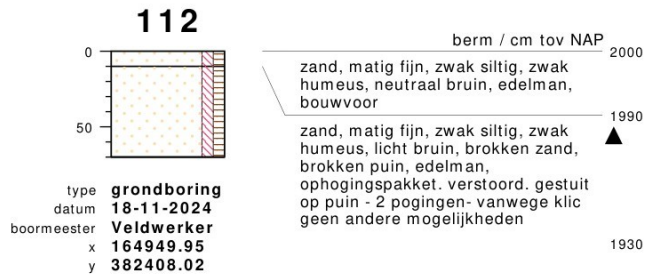 112
berm / cm tov NAP
0
2000
zand, matig fijn, zwak siltig, zwak
humeus, neutraal bruin, edelman,
bouwvoor
1990
50
zand, matig fijn, zwak siltig, zwak
humeus, licht bruin, brokken zand,
brokken puin, edelman,
ophogingspakket. verstoord. gestuit
op puin - 2 pogingen- vanwege klic
geen andere mogelijkheden
1930
type grondboring
datum 18-11-2024
boormeester Veldwerker
x 164949.95
y 382408.02